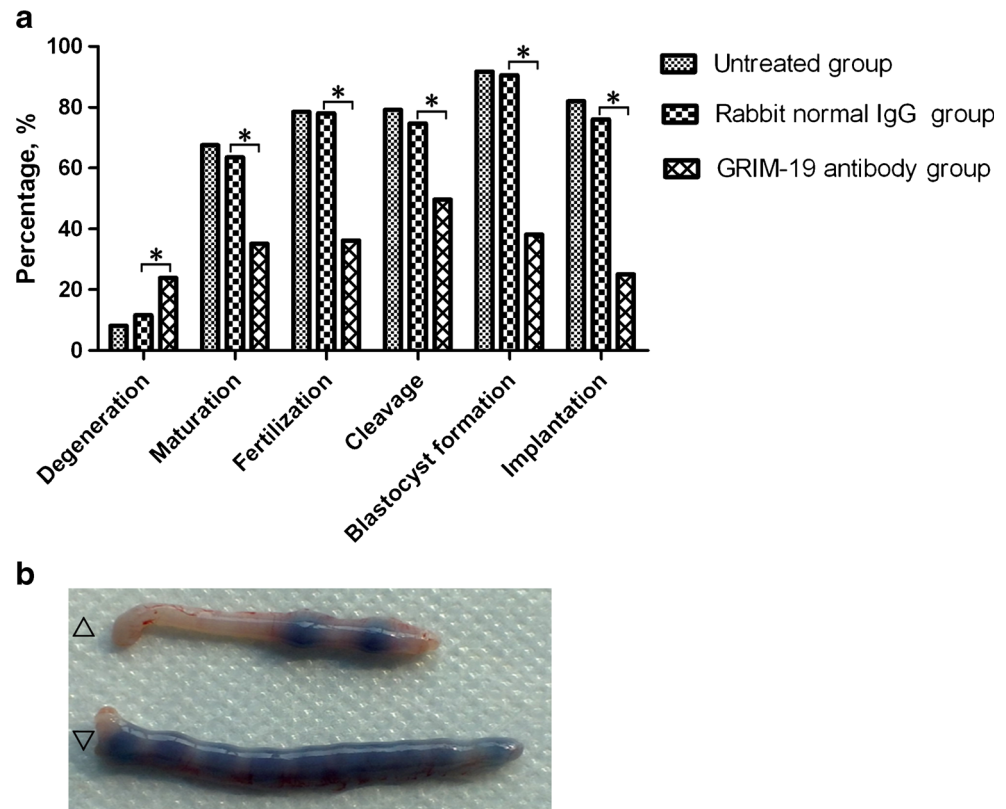 a
100
80
60
40
20
0
Percentage, %
*
*
*
*
*
*
Degeneration
Maturation
Fertilization
Cleavage
Blastocyst formation
Implantation
Untreated group
Rabbit normal IgG group
GRIM-19 antibody group
b